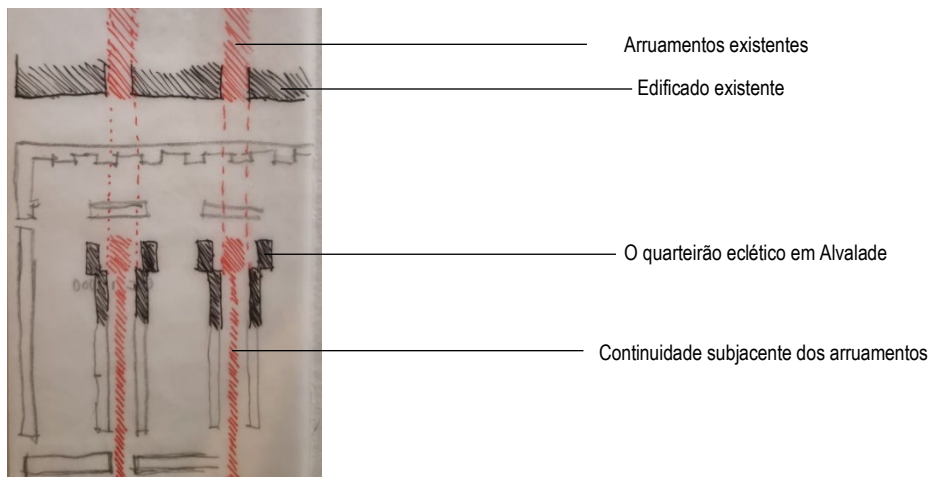 Arruamentos existentes
Edificado existente
O quarteirão eclético em Alvalade
Continuidade subjacente dos arruamentos